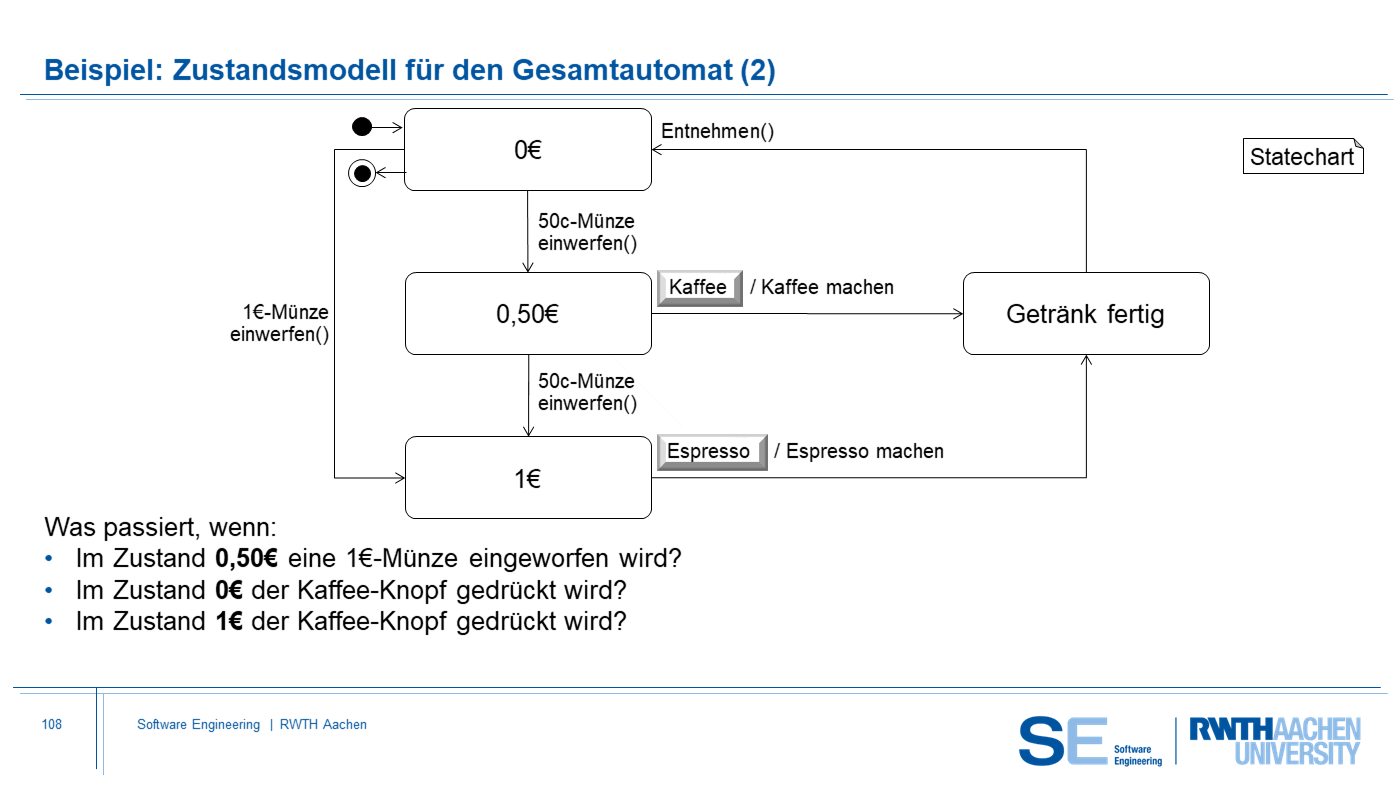 Beispiel: Zustandsmodell für den Gesamtautomat (2)
0€
Entnehmen()
Statechart
50c-Münze
einwerfen()
Kaffee / Kaffee machen
1€-Münze
einwerfen()
0,50€
Getränk fertig
50c-Münze
einwerfen()
Espresso / Espresso machen
1€
Was passiert, wenn:
• Im Zustand 0,50€ eine 1€-Münze eingeworfen wird?
• Im Zustand 0€ der Kaffee-Knopf gedrückt wird?
• Im Zustand 1€ der Kaffee-Knopf gedrückt wird?
108
Software Engineering | RWTH Aachen
SE Software
Engineering
RWTHAACHEN
UNIVERSITY